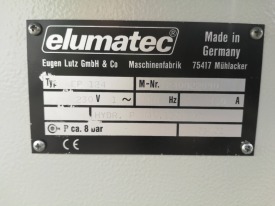 elumatec®
Made in
Germany
Eugen Lutz GmbH & Co Maschinenfabrik 75417 Mühlacker
Typ M-Nr.
V ~ Hz A
P ca. 8 bar
CE